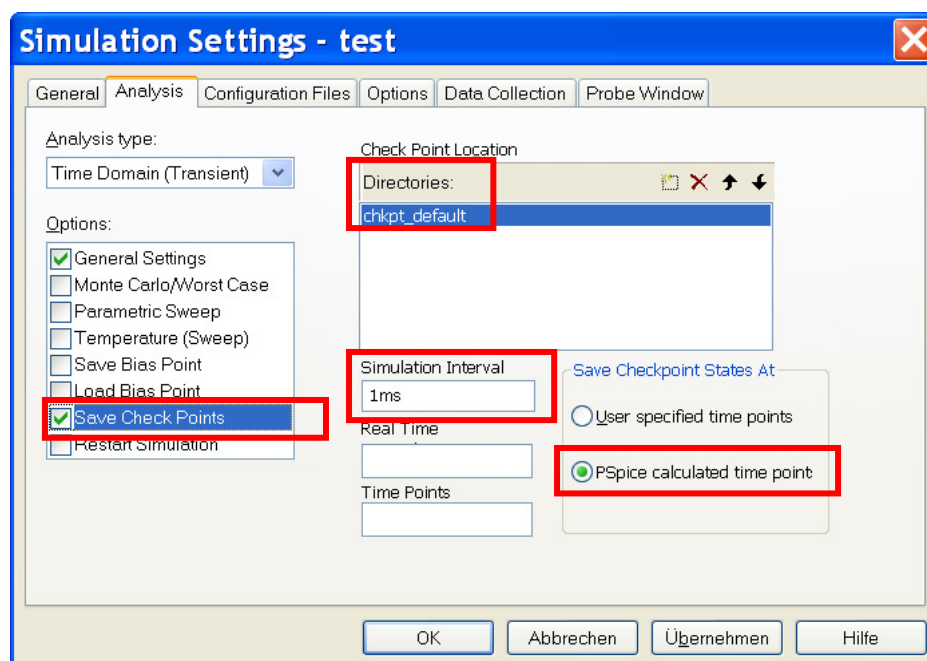 Simulation Settings - test
General Analysis Configuration Files Options Data Collection Probe Window
Analysis type:
Time Domain (Transient)
Options:
General Settings
Monte Carlo/Worst Case
Parametric Sweep
Temperature (Sweep)
Save Bias Point
Load Bias Point
Save Check Points
Restart Simulation
Check Point Location
Directories:
chkpt_default
Simulation Interval
1ms
Real Time
Time Points
Save Checkpoint States At
User specified time points
PSpice calculated time point
OK Abbrechen Übernehmen Hilfe